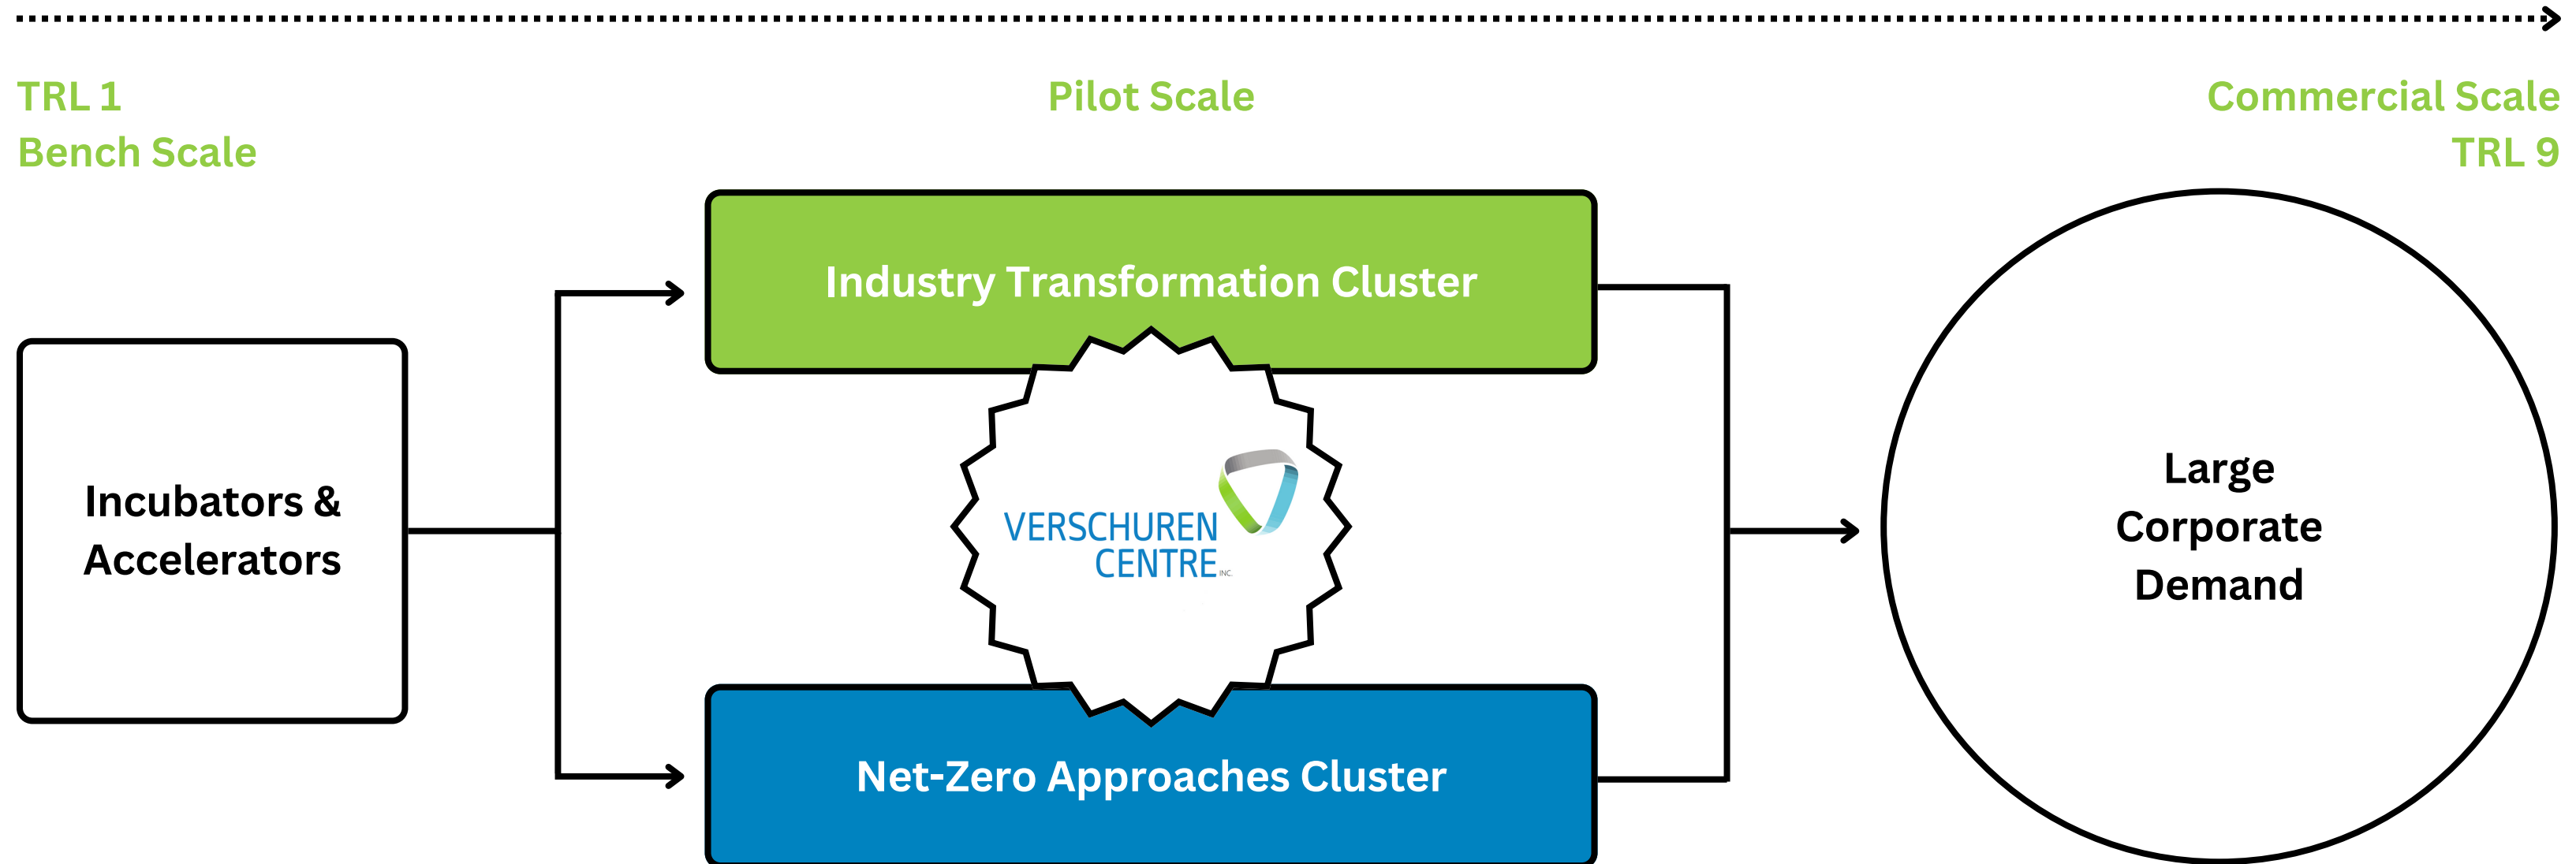 TRL 1
Bench Scale
Pilot Scale
Commercial Scale
TRL 9
Industry Transformation Cluster
Incubators &
Accelerators
VERSCHUREN
CENTRE INC.
Large
Corporate
Demand
Net-Zero Approaches Cluster